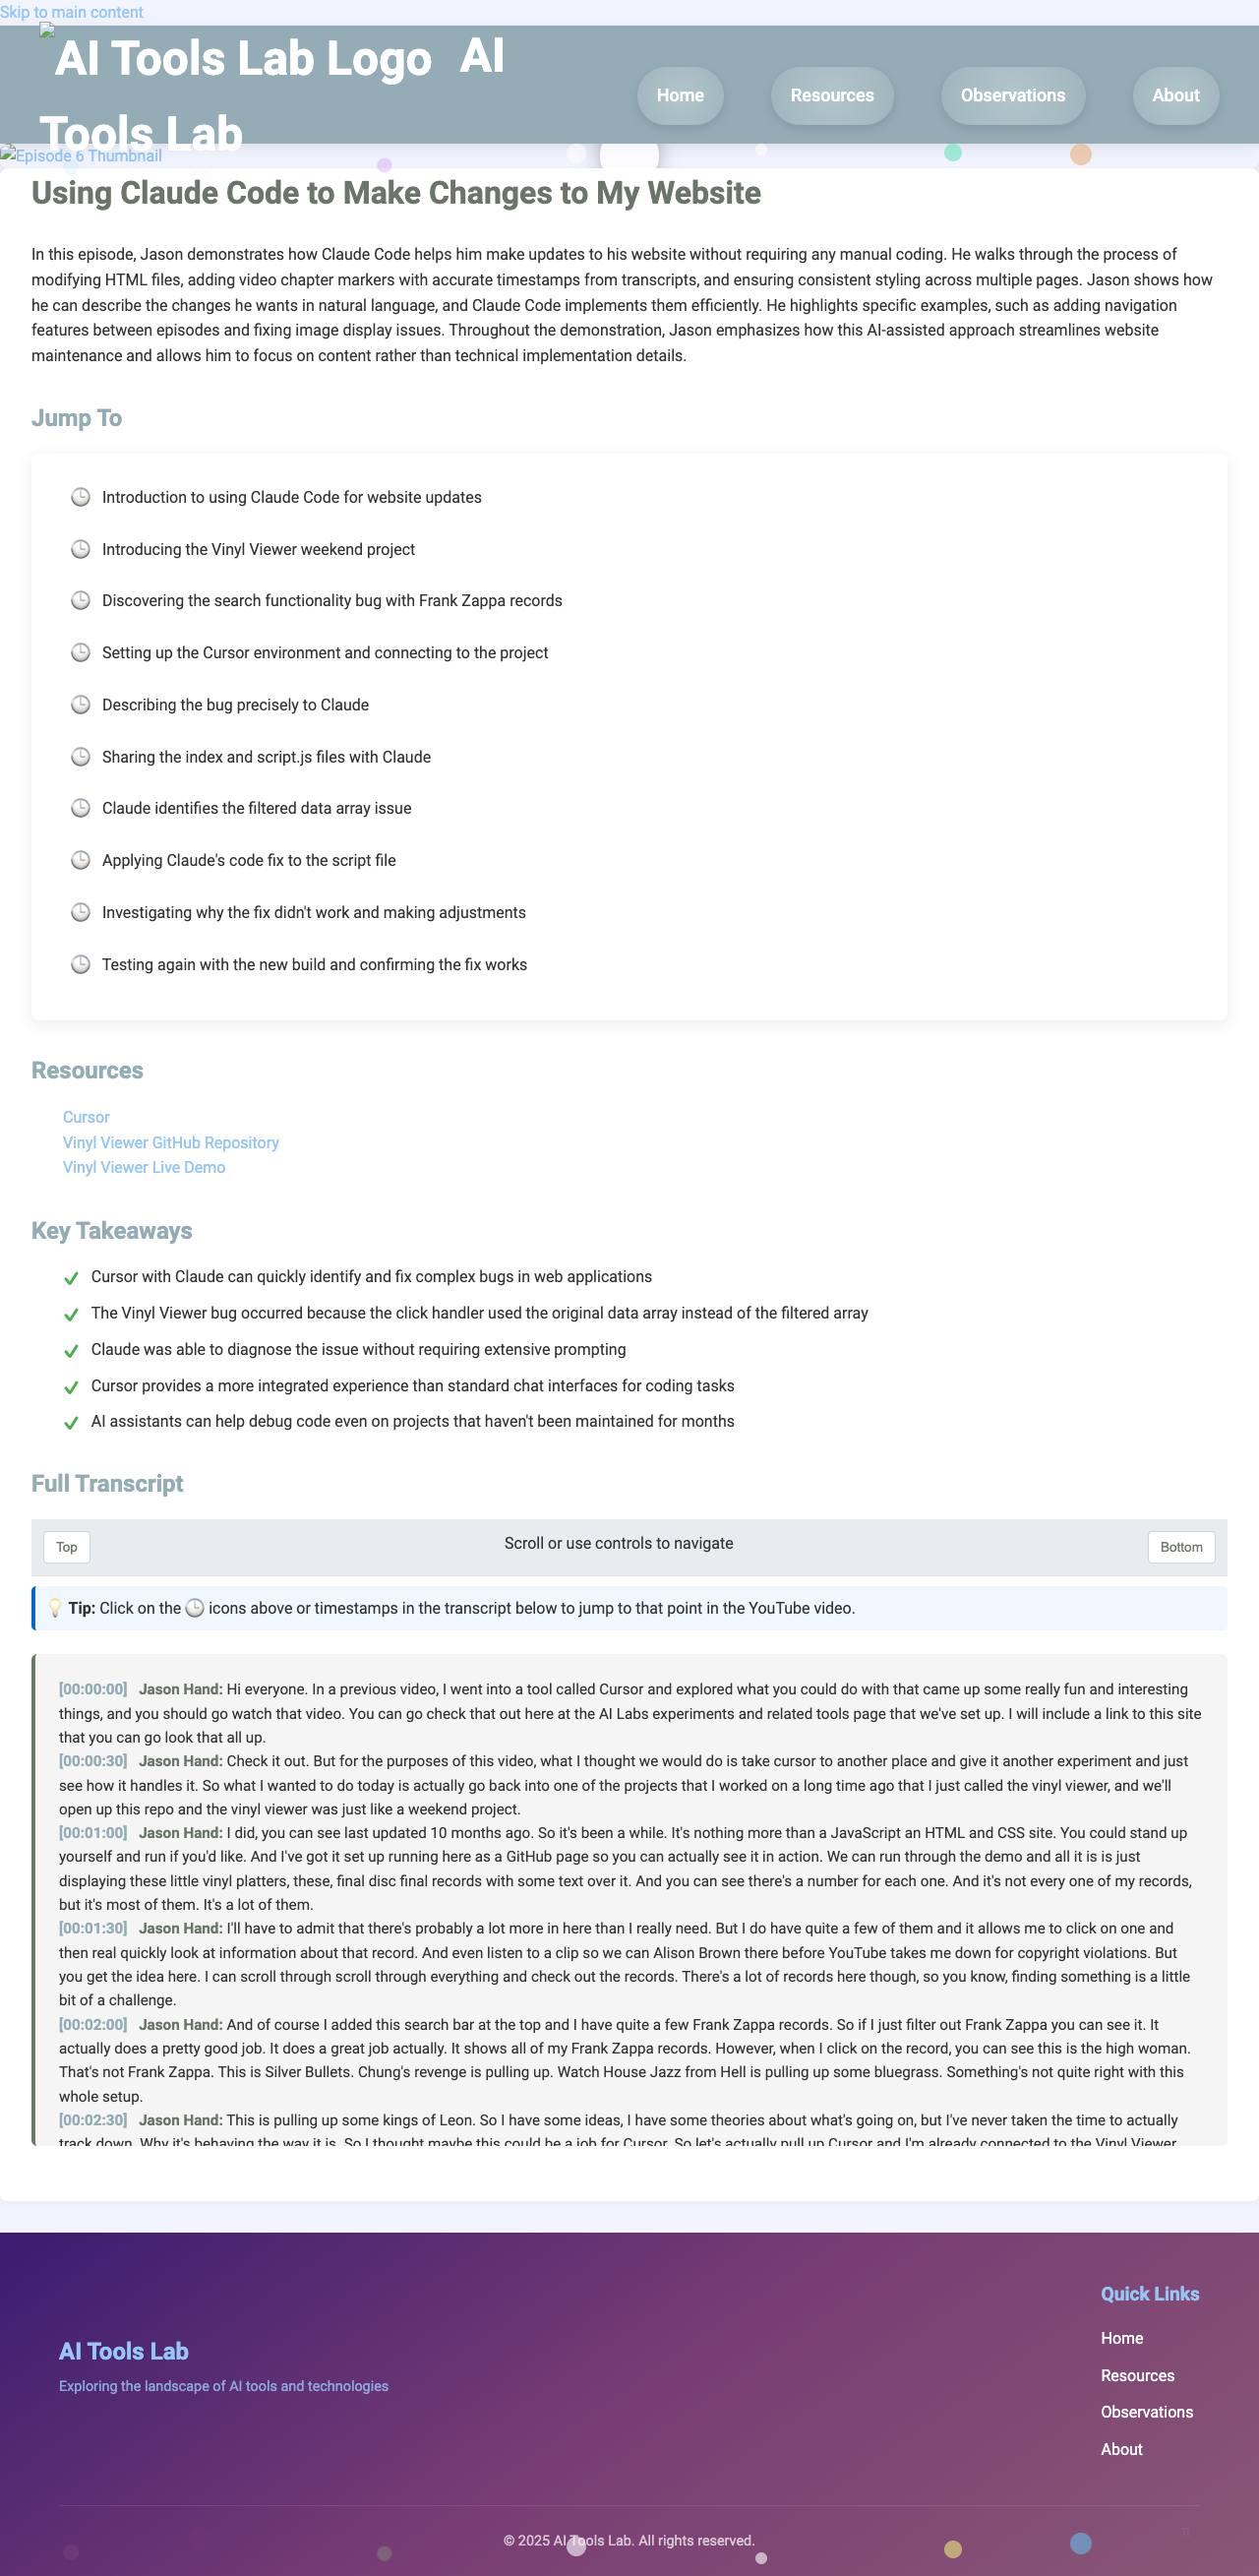 Skip to main content
AI Tools Lab Logo AI
Tools Lab
Home
Resources
Observations
About
Episode 6 Thumbnail
Using Claude Code to Make Changes to My Website
In this episode, Jason demonstrates how Claude Code helps him make updates to his website without requiring any manual coding. He walks through the process of
modifying HTML files, adding video chapter markers with accurate timestamps from transcripts, and ensuring consistent styling across multiple pages. Jason shows how
he can describe the changes he wants in natural language, and Claude Code implements them efficiently. He highlights specific examples, such as adding navigation
features between episodes and fixing image display issues. Throughout the demonstration, Jason emphasizes how this AI-assisted approach streamlines website
maintenance and allows him to focus on content rather than technical implementation details.
Jump To
🕒 Introduction to using Claude Code for website updates
🕒 Introducing the Vinyl Viewer weekend project
🕒 Discovering the search functionality bug with Frank Zappa records
🕒 Setting up the Cursor environment and connecting to the project
🕒 Describing the bug precisely to Claude
🕒 Sharing the index and script.js files with Claude
🕒 Claude identifies the filtered data array issue
🕒 Applying Claude's code fix to the script file
🕒 Investigating why the fix didn't work and making adjustments
🕒 Testing again with the new build and confirming the fix works
Resources
Cursor
Vinyl Viewer GitHub Repository
Vinyl Viewer Live Demo
Key Takeaways
✓ Cursor with Claude can quickly identify and fix complex bugs in web applications
✓ The Vinyl Viewer bug occurred because the click handler used the original data array instead of the filtered array
✓ Claude was able to diagnose the issue without requiring extensive prompting
✓ Cursor provides a more integrated experience than standard chat interfaces for coding tasks
✓ AI assistants can help debug code even on projects that haven't been maintained for months
Full Transcript
Top
Scroll or use controls to navigate
Bottom
💡 Tip: Click on the 🕒 icons above or timestamps in the transcript below to jump to that point in the YouTube video.
[00:00:00] Jason Hand: Hi everyone. In a previous video, I went into a tool called Cursor and explored what you could do with that came up some really fun and interesting
things, and you should go watch that video. You can go check that out here at the AI Labs experiments and related tools page that we've set up. I will include a link to this site
that you can go look that all up.
[00:00:30] Jason Hand: Check it out. But for the purposes of this video, what I thought we would do is take cursor to another place and give it another experiment and just
see how it handles it. So what I wanted to do today is actually go back into one of the projects that I worked on a long time ago that I just called the vinyl viewer, and we'll
open up this repo and the vinyl viewer was just like a weekend project.
[00:01:00] Jason Hand: I did, you can see last updated 10 months ago. So it's been a while. It's nothing more than a JavaScript an HTML and CSS site. You could stand up
yourself and run if you'd like. And I've got it set up running here as a GitHub page so you can actually see it in action. We can run through the demo and all it is is just
displaying these little vinyl platters, these, final disc final records with some text over it. And you can see there's a number for each one. And it's not every one of my records,
but it's most of them. It's a lot of them.
[00:01:30] Jason Hand: I'll have to admit that there's probably a lot more in here than I really need. But I do have quite a few of them and it allows me to click on one and
then real quickly look at information about that record. And even listen to a clip so we can Alison Brown there before YouTube takes me down for copyright violations. But
you get the idea here. I can scroll through scroll through everything and check out the records. There's a lot of records here though, so you know, finding something is a little
bit of a challenge.
[00:02:00] Jason Hand: And of course I added this search bar at the top and I have quite a few Frank Zappa records. So if I just filter out Frank Zappa you can see it. It
actually does a pretty good job. It does a great job actually. It shows all of my Frank Zappa records. However, when I click on the record, you can see this is the high woman.
That's not Frank Zappa. This is Silver Bullets. Chung's revenge is pulling up. Watch House Jazz from Hell is pulling up some bluegrass. Something's not quite right with this
whole setup.
[00:02:30] Jason Hand: This is pulling up some kings of Leon. So I have some ideas, I have some theories about what's going on, but I've never taken the time to actually
track down. Why it's behaving the way it is. So I thought maybe this could be a job for Cursor. So let's actually pull up Cursor and I'm already connected to the Vinyl Viewer
AI Tools Lab
Exploring the landscape of AI tools and technologies
Quick Links
Home
Resources
Observations
About
© 2025 AI Tools Lab. All rights reserved.